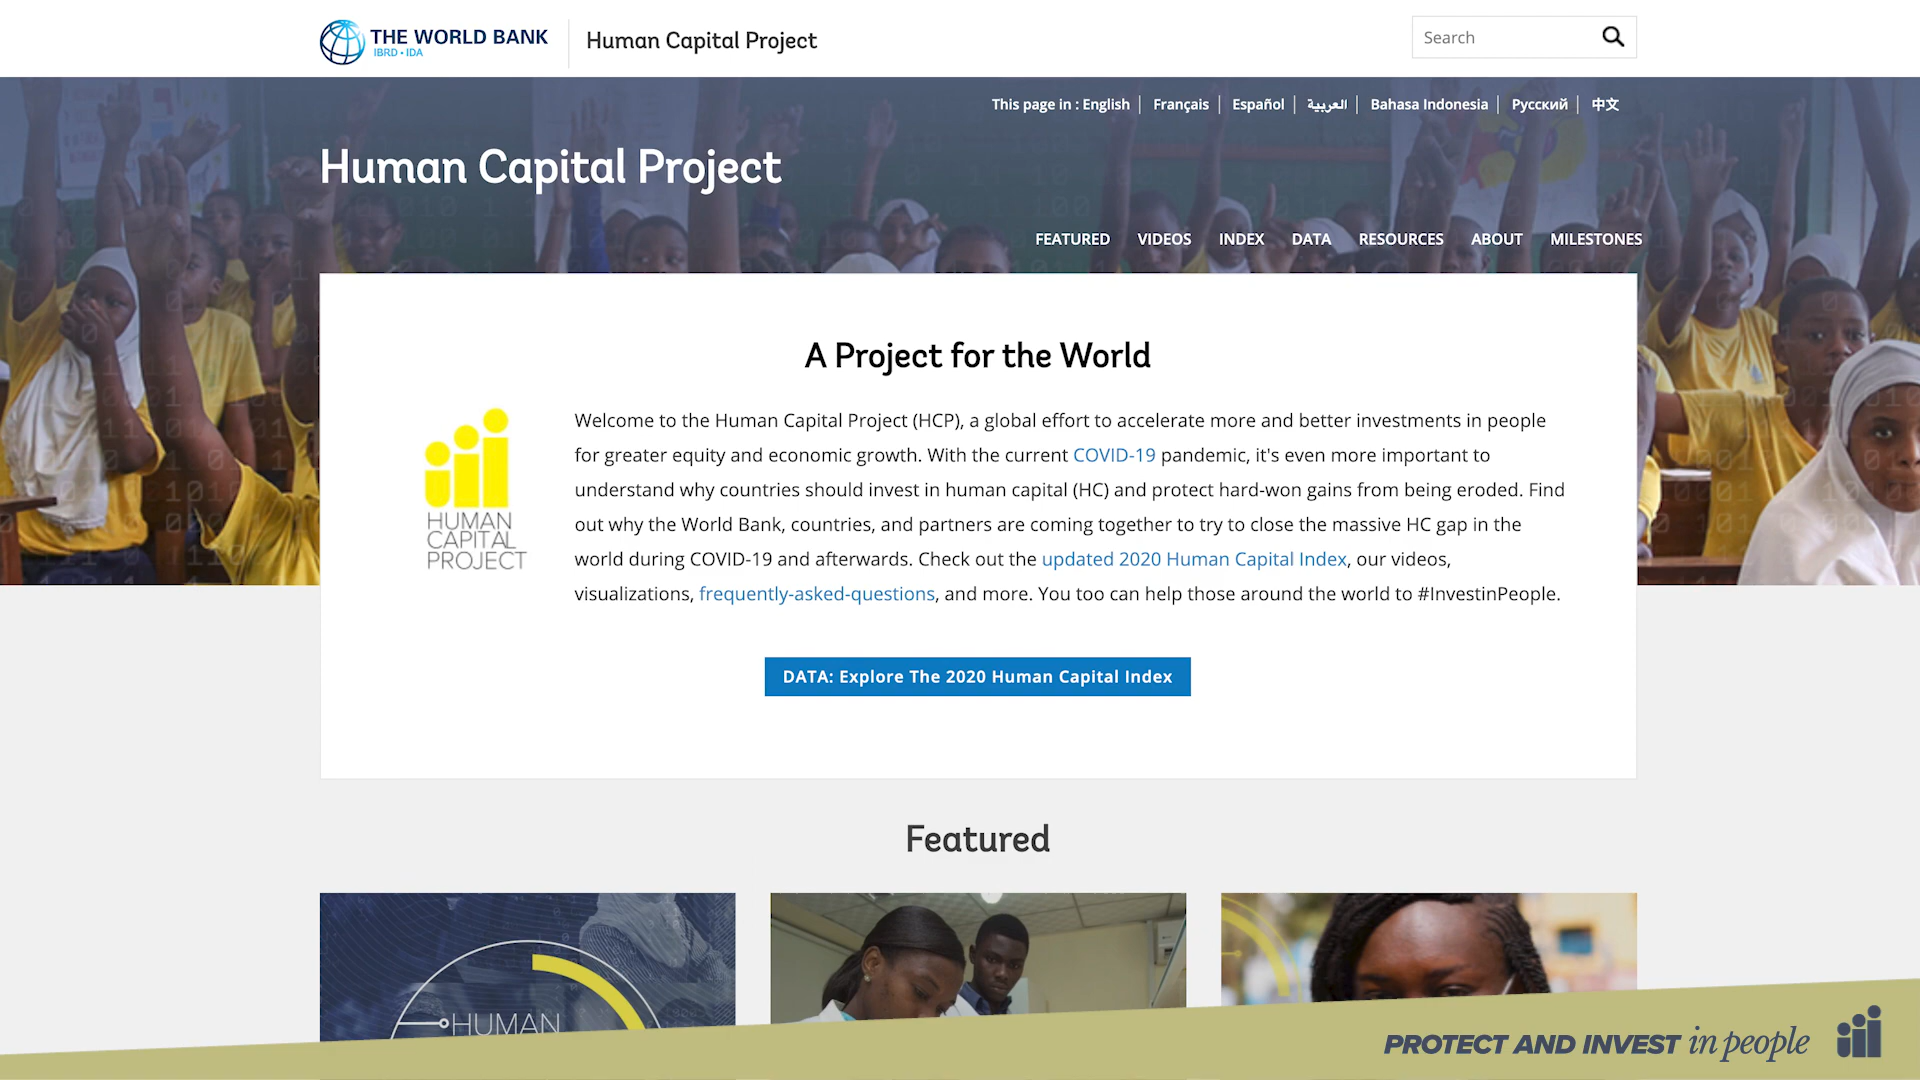 THE WORLD BANK
IBRD • IDA
Human Capital Project
Search
This page in : English
Français
Español
العربية
Bahasa Indonesia
Русский
中文
Human Capital Project
FEATURED
VIDEOS
INDEX
DATA
RESOURCES
ABOUT
MILESTONES
A Project for the World
HUMAN
CAPITAL
PROJECT
Welcome to the Human Capital Project (HCP), a global effort to accelerate more and better investments in people
for greater equity and economic growth. With the current COVID-19 pandemic, it's even more important to
understand why countries should invest in human capital (HC) and protect hard-won gains from being eroded. Find
out why the World Bank, countries, and partners are coming together to try to close the massive HC gap in the
world during COVID-19 and afterwards. Check out the updated 2020 Human Capital Index, our videos,
visualizations, frequently-asked-questions, and more. You too can help those around the world to #InvestinPeople.
DATA: Explore The 2020 Human Capital Index
Featured
HUMAN
PROTECT AND INVEST in people